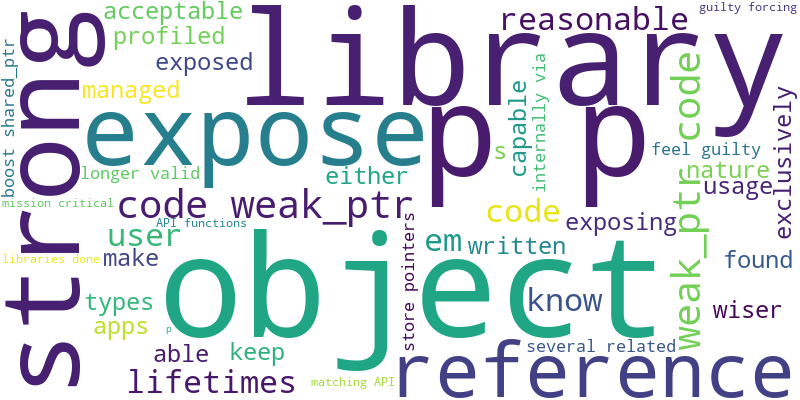 guilty forcing
acceptable
library
reasonable
profiled
strong
boost shared_ptr
exposed
managed
expose
p p
capable
internally via
weak_ptr code
exclusively
s
feel guilty
longer valid
either
nature
usage
mission critical
code weak_ptr
code
exposing
API functions
user
object
em
written
store pointers
libraries done
make
found
types
know
wiser
apps
p
able
keep
several related
lifetimes
matching API
reference